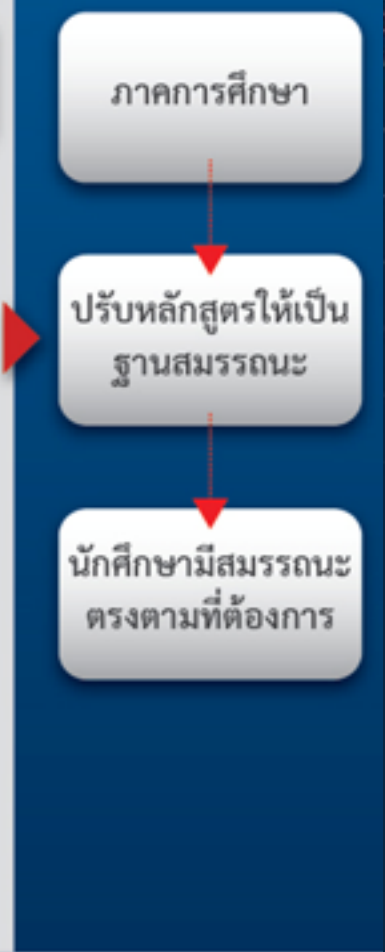 ภาคการศึกษา
ปรับหลักสูตรให้เป็น
ฐานสมรรถนะ
นักศึกษามีสมรรถนะ
ตรงตามที่ต้องการ